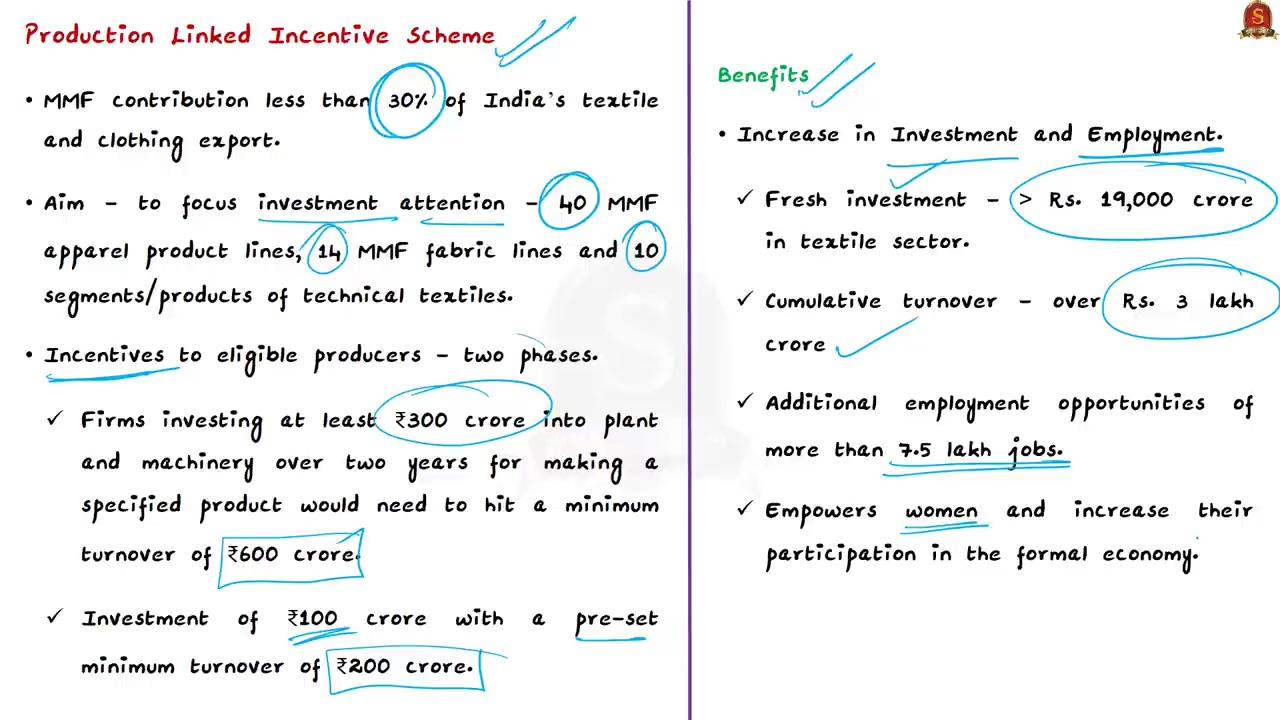 Production Linked Incentive Scheme
• MMF contribution less than 30% of India's textile
and clothing export.
• Aim - to focus investment attention - 40 MMF
apparel product lines, 14 MMF fabric lines and 10
segments/products of technical textiles.
• Incentives to eligible producers - two phases.
✓ Firms investing at least ₹300 crore into plant
and machinery over two years for making a
specified product would need to hit a minimum
turnover of ₹600 crore.
✓ Investment of ₹100 crore with a pre-set
minimum turnover of ₹200 crore.
Benefits
• Increase in Investment and Employment.
✓ Fresh investment - > Rs. 19,000 crore
in textile sector.
✓ Cumulative turnover - over Rs. 3 lakh
crore
✓ Additional employment opportunities of
more than 7.5 lakh jobs.
✓ Empowers women and increase their
participation in the formal economy.
S